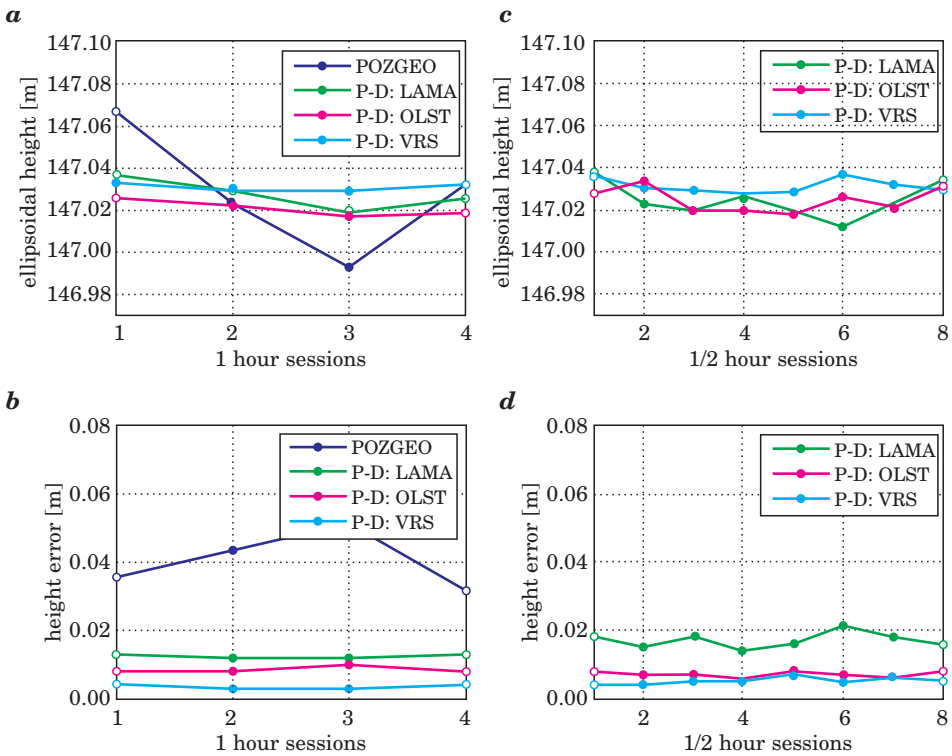 a
ellipsoidal height [m]
147.10
147.08
147.06
147.04
147.02
147.00
146.98
POZGEO
P-D: LAMA
P-D: OLST
P-D: VRS
1 2 3 4
1 hour sessions
c
ellipsoidal height [m]
147.10
147.08
147.06
147.04
147.02
147.00
146.98
P-D: LAMA
P-D: OLST
P-D: VRS
2 4 6 8
1/2 hour sessions
b
height error [m]
0.08
0.06
0.04
0.02
0.00
POZGEO
P-D: LAMA
P-D: OLST
P-D: VRS
1 2 3 4
1 hour sessions
d
height error [m]
0.08
0.06
0.04
0.02
0.00
P-D: LAMA
P-D: OLST
P-D: VRS
2 4 6 8
1/2 hour sessions